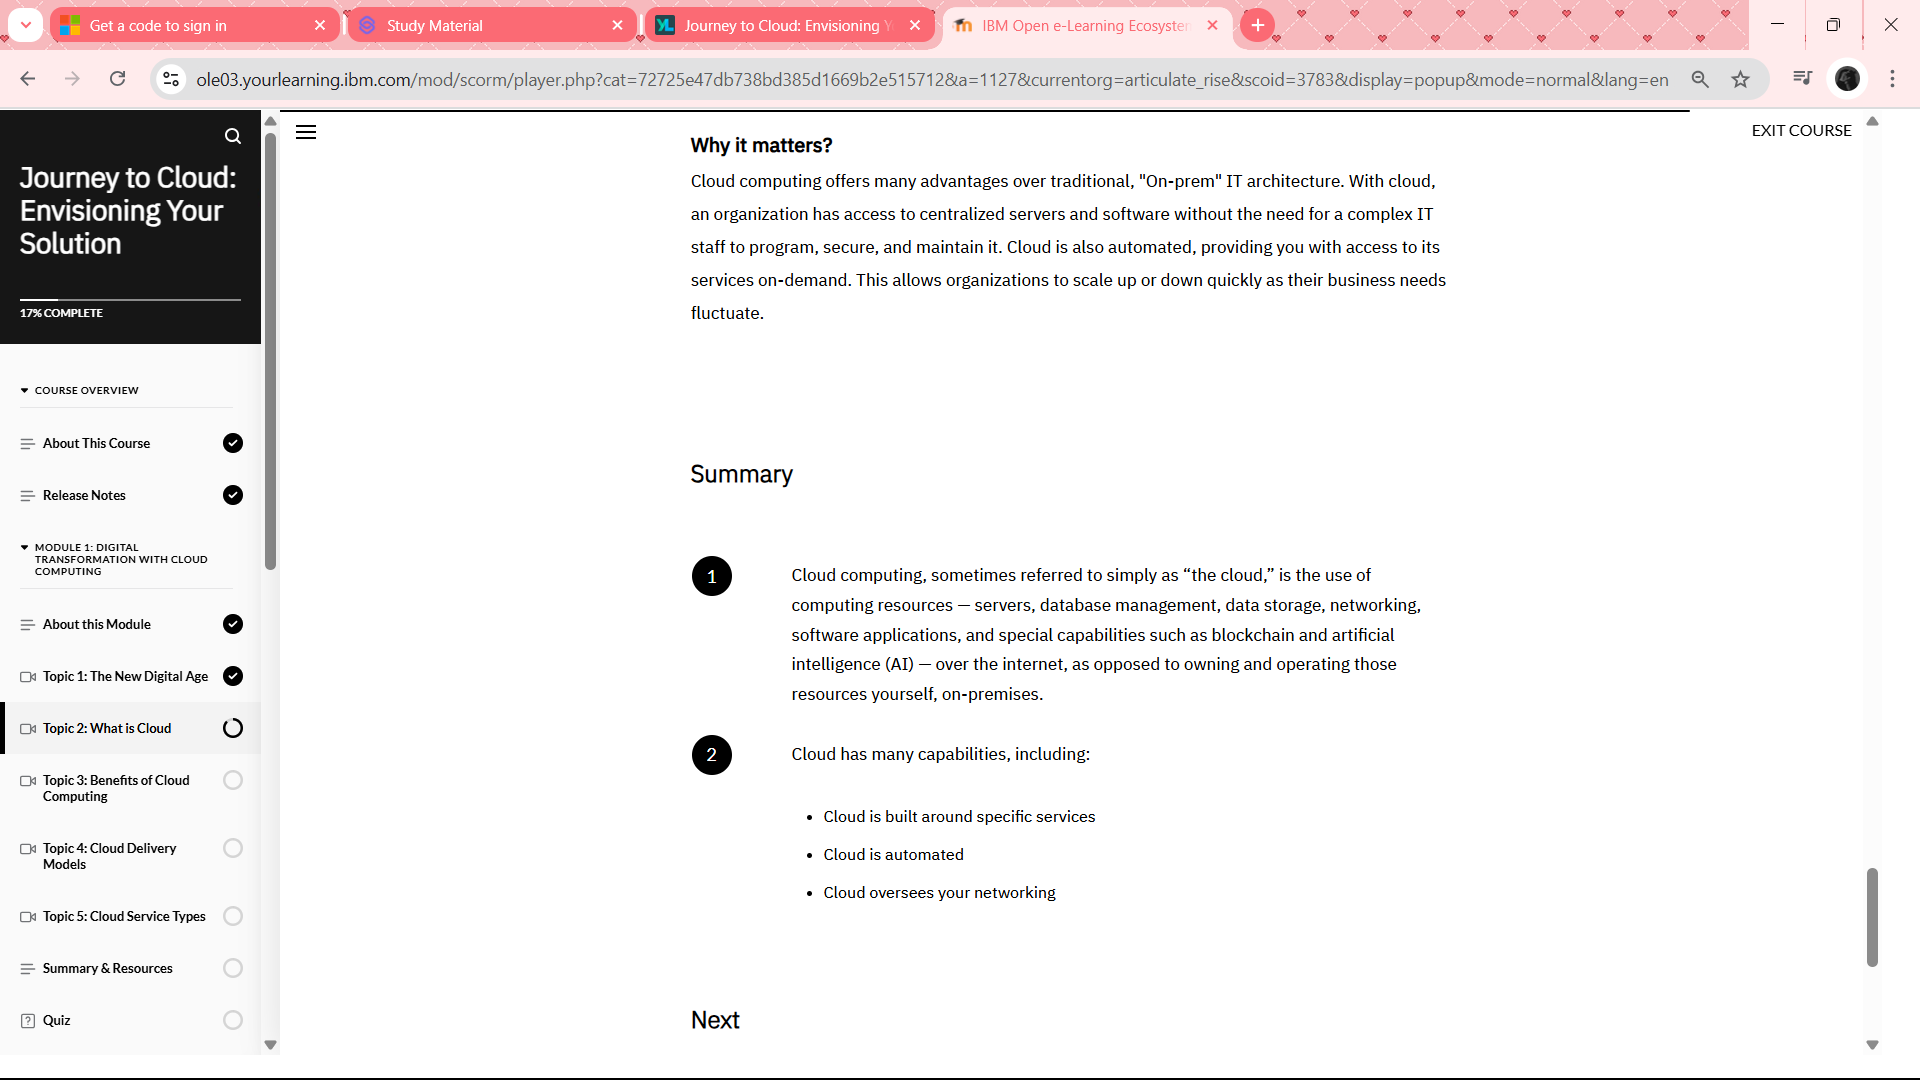 Get a code to sign in
Study Material
Journey to Cloud: Envisioning Y
IBM Open e-Learning Ecosystem
ole03.yourlearning.ibm.com/mod/scorm/player.php?cat=72725e47db738bd385d1669b2e515712&a=1127&currentorg=articulate_rise&scoid=3783&display=popup&mode=normal&lang=en
EXIT COURSE
Journey to Cloud:
Envisioning Your
Solution
17% COMPLETE
COURSE OVERVIEW
About This Course
Release Notes
MODULE 1: DIGITAL
TRANSFORMATION WITH CLOUD
COMPUTING
About this Module
Topic 1: The New Digital Age
Topic 2: What is Cloud
Topic 3: Benefits of Cloud
Computing
Topic 4: Cloud Delivery
Models
Topic 5: Cloud Service Types
Summary & Resources
Quiz
Why it matters?
Cloud computing offers many advantages over traditional, "On-prem" IT architecture. With cloud,
an organization has access to centralized servers and software without the need for a complex IT
staff to program, secure, and maintain it. Cloud is also automated, providing you with access to its
services on-demand. This allows organizations to scale up or down quickly as their business needs
fluctuate.
Summary
1
Cloud computing, sometimes referred to simply as “the cloud,” is the use of
computing resources — servers, database management, data storage, networking,
software applications, and special capabilities such as blockchain and artificial
intelligence (AI) — over the internet, as opposed to owning and operating those
resources yourself, on-premises.
2
Cloud has many capabilities, including:
• Cloud is built around specific services
• Cloud is automated
• Cloud oversees your networking
Next